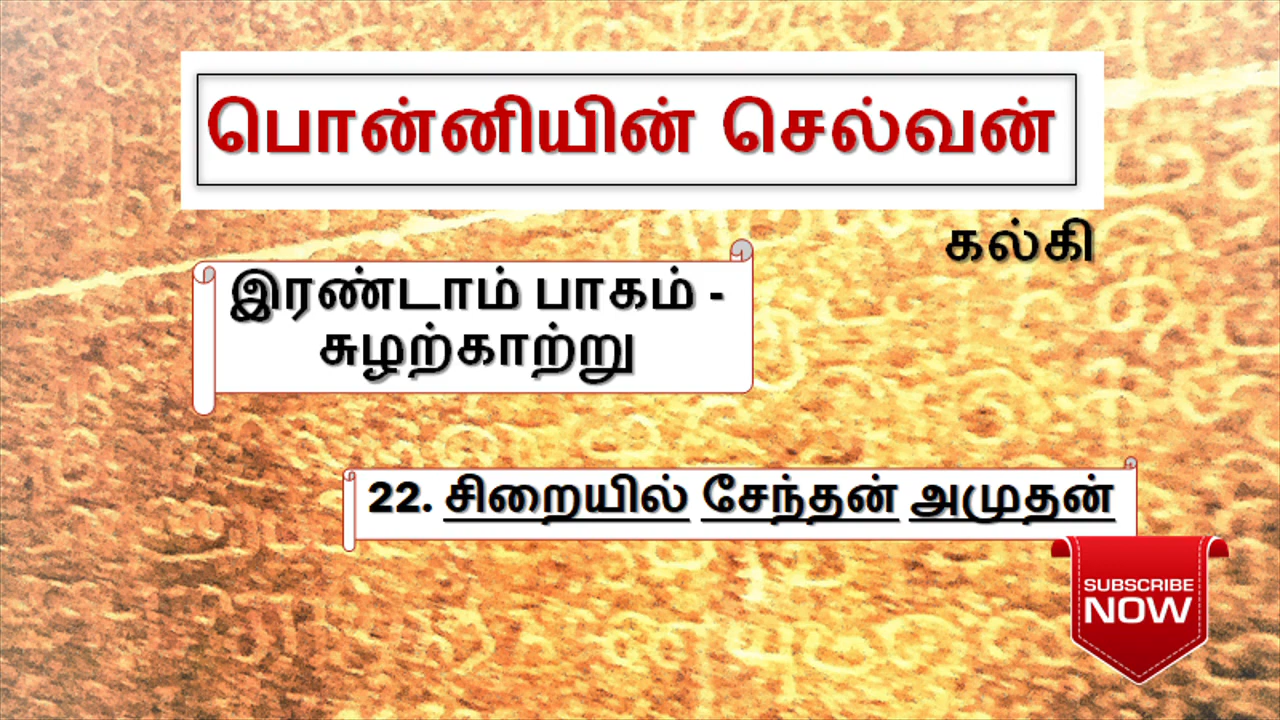 பொன்னியின் செல்வன்
கல்கி
இரண்டாம் பாகம் -
சுழற்காற்று
22. சிறையில் சேந்தன் அமுதன்
SUBSCRIBE
NOW